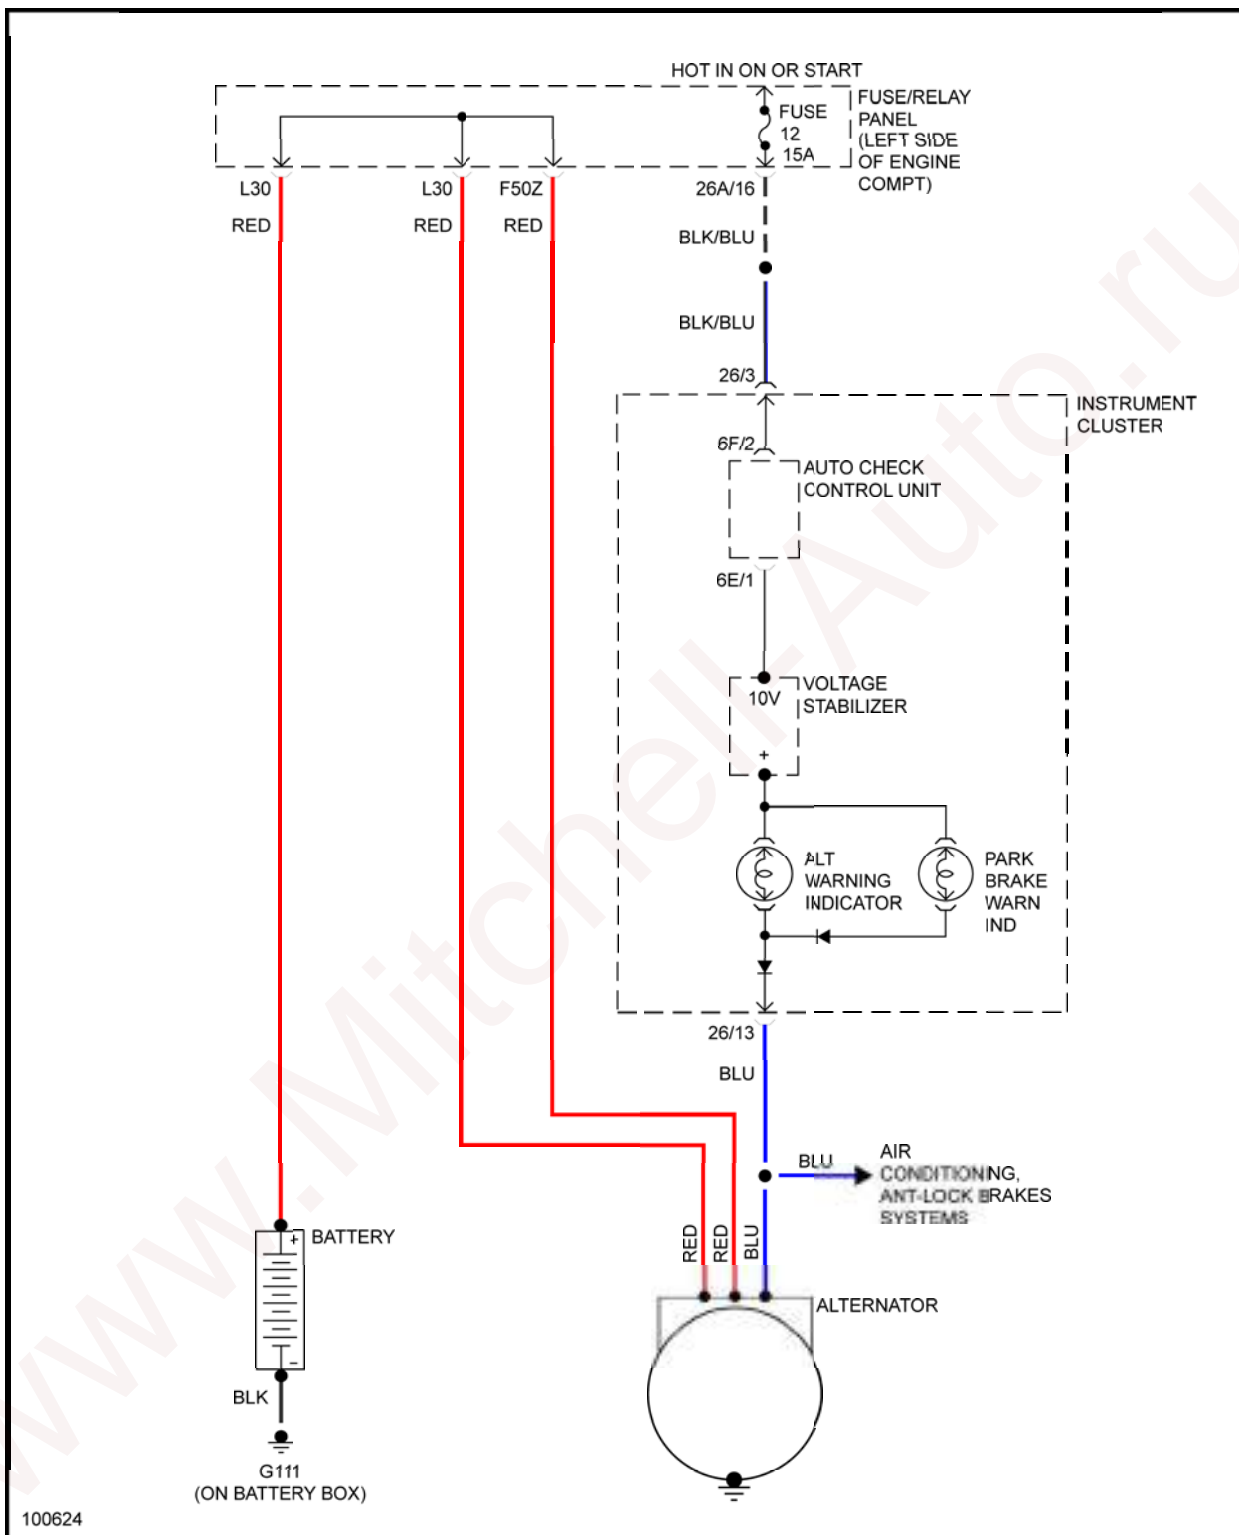 HOT IN ON OR START
FUSE/RELAY
PANEL
(LEFT SIDE
OF ENGINE
COMPT)
FUSE
12
15A
L30
L30
F50Z
26A/16
RED
RED
RED
BLK/BLU
BLK/BLU
26/3
INSTRUMENT
CLUSTER
6F/2
AUTO CHECK
CONTROL UNIT
6E/1
10V
VOLTAGE
STABILIZER
+
ALT
WARNING
INDICATOR
PARK
BRAKE
WARN
IND
26/13
BLU
BLU
AIR
CONDITIONING,
ANT-LOCK BRAKES
SYSTEMS
RED
RED
BLU
BATTERY
+
-
ALTERNATOR
BLK
G111
(ON BATTERY BOX)
100624
www.Mitchell-Auto.ru